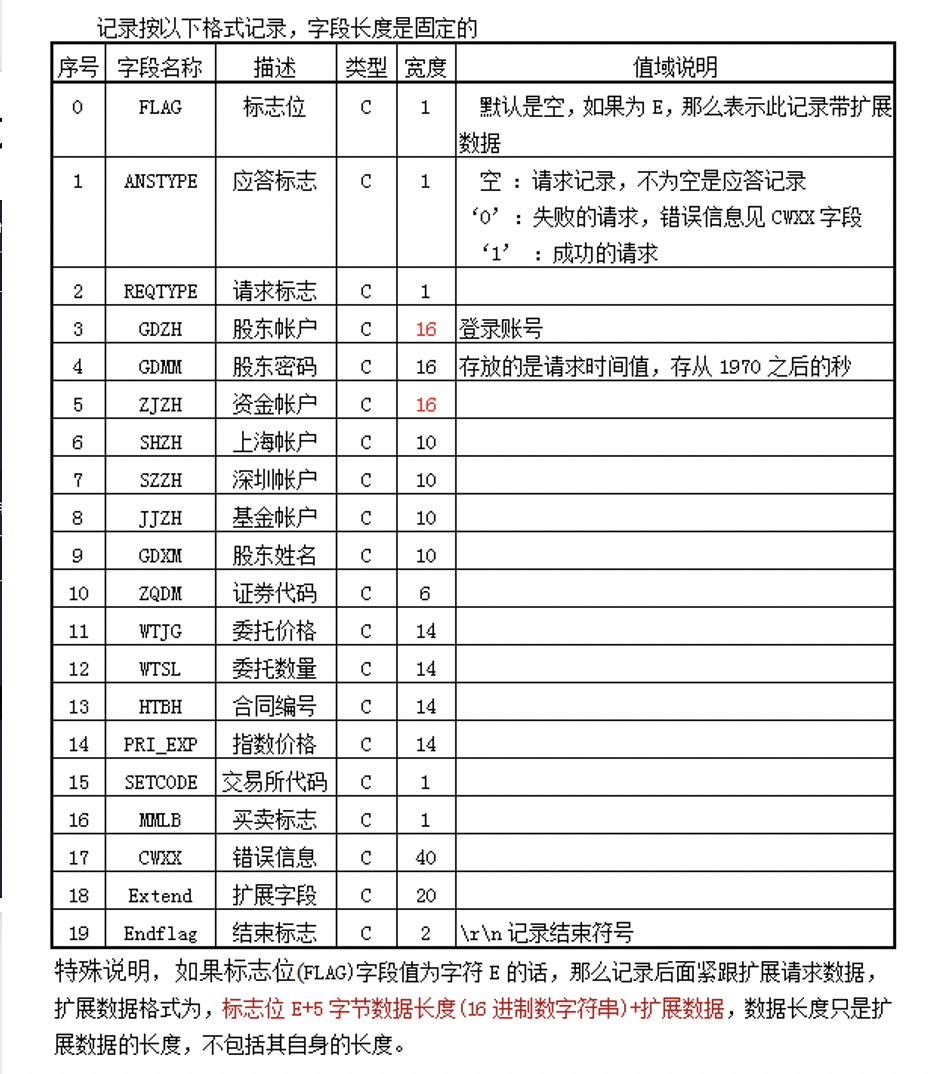 记录按以下格式记录，字段长度是固定的
序号 字段名称 描述 类型 宽度 值域说明
0 FLAG 标志位 C 1 默认是空，如果为 E，那么表示此记录带扩展
数据
1 ANSTYPE 应答标志 C 1 空 ：请求记录，不为空是应答记录
‘0’：失败的请求，错误信息见 CWXX 字段
‘1’ ：成功的请求
2 REQTYPE 请求标志 C 1
3 GDZH 股东帐户 C 16 登录账号
4 GDMM 股东密码 C 16 存放的是请求时间值，存从 1970 之后的秒
5 ZJZH 资金帐户 C 16
6 SHZH 上海帐户 C 10
7 SZZH 深圳帐户 C 10
8 JJZH 基金帐户 C 10
9 GDXM 股东姓名 C 10
10 ZQDM 证券代码 C 6
11 WTJG 委托价格 C 14
12 WTSL 委托数量 C 14
13 HTBH 合同编号 C 14
14 PRI_EXP 指数价格 C 14
15 SETCODE 交易所代码 C 1
16 MMLB 买卖标志 C 1
17 CWXX 错误信息 C 40
18 Extend 扩展字段 C 20
19 Endflag 结束标志 C 2 \r\n 记录结束符号
特殊说明，如果标志位(FLAG)字段值为字符 E 的话，那么记录后面紧跟扩展请求数据，
扩展数据格式为，标志位 E+5 字节数据长度(16 进制数字符串)+扩展数据，数据长度只是扩
展数据的长度，不包括其自身的长度。